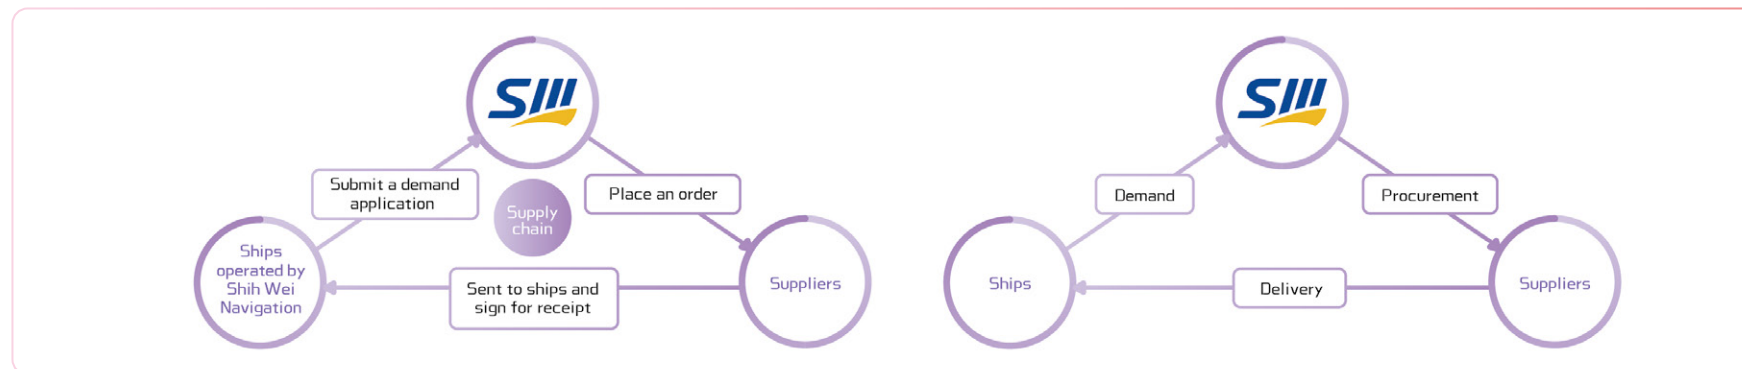 SW
Submit a demand
application
Place an order
Supply
chain
Ships
operated by
Shih Wei
Navigation
Sent to ships and
sign for receipt
Suppliers
SW
Demand
Procurement
Ships
Delivery
Suppliers